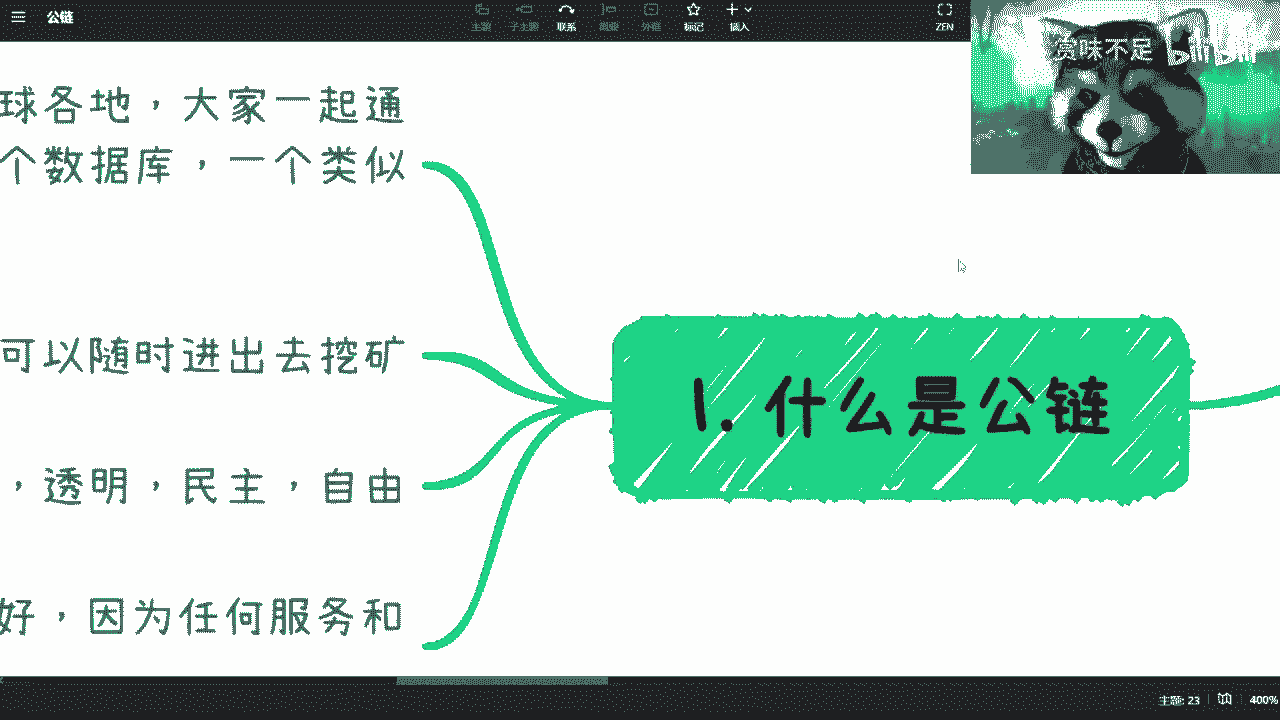 公链
主题
子主题
联系
概要
外框
标记
插入
ZEN
赏味不足
bilibili
球各地，大家一起通
个数据库，一个类似
可以随时进出去挖矿
1. 什么是公链
，透明，民主，自由
好，因为任何服务和
主题: 23
400%